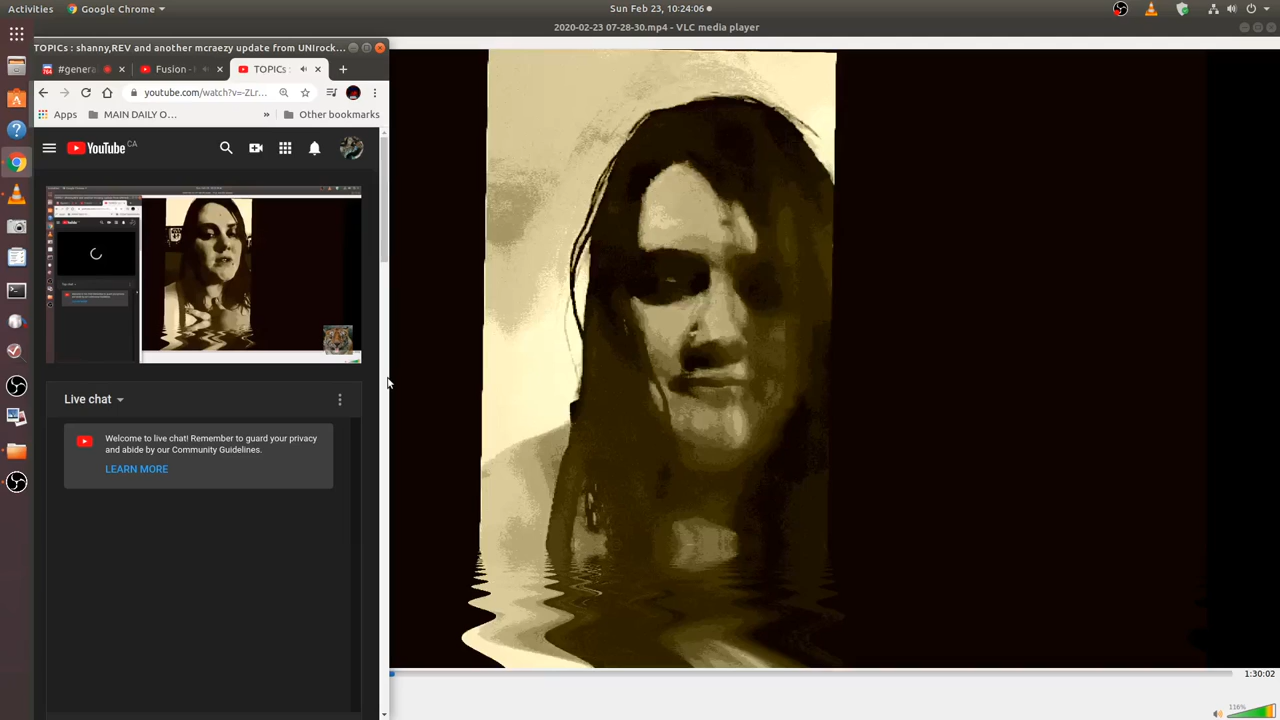 Activities
Google Chrome
Sun Feb 23, 10:24:06
2020-02-23 07-28-30.mp4 - VLC media player
TOPICs : shanny,REV and another mcraezy update from UNIrock...
#genera
Fusion -
TOPICS :
youtube.com/watch?v=-ZLr...
Apps
MAIN DAILY O...
»
Other bookmarks
YouTube CA
Live chat
Welcome to live chat! Remember to guard your privacy
and abide by our Community Guidelines.
LEARN MORE
1:30:02
116%